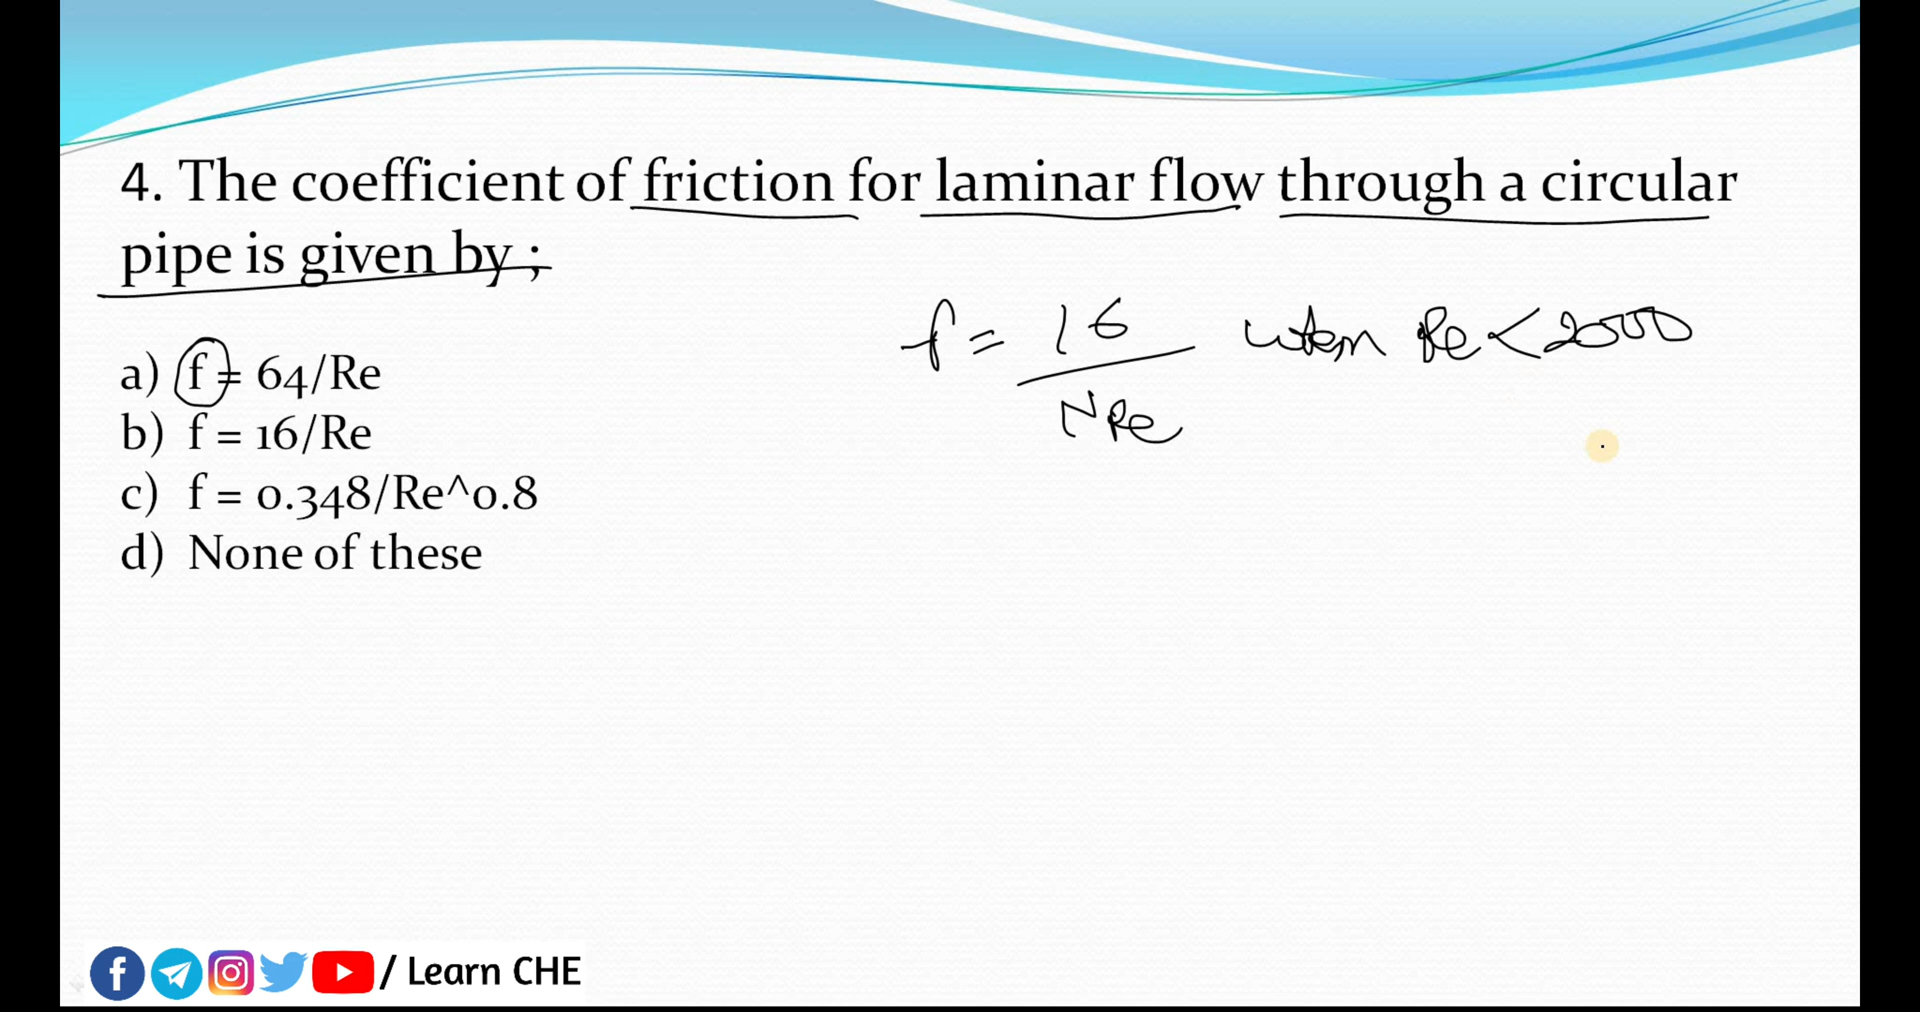 4. The coefficient of friction for laminar flow through a circular
pipe is given by ;
a) f = 64/Re
b) f = 16/Re
c) f = 0.348/Re^0.8
d) None of these
f = 16/NRe when Re < 2000
/ Learn CHE